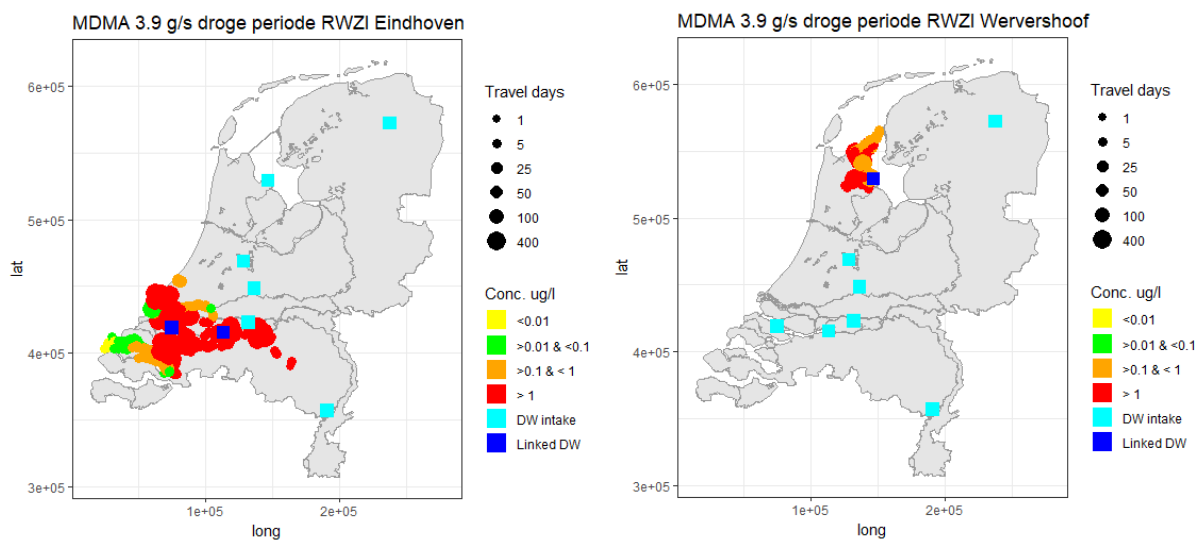 MDMA 3.9 g/s droge periode RWZI Eindhoven
6e+05
5e+05
4e+05
3e+05
lat
1e+05
2e+05
long
Travel days
1
5
25
50
100
400
Conc. ug/l
<0.01
>0.01 & <0.1
>0.1 & < 1
> 1
DW intake
Linked DW
MDMA 3.9 g/s droge periode RWZI Wervershoof
6e+05
5e+05
4e+05
3e+05
lat
1e+05
2e+05
long
Travel days
1
5
25
50
100
400
Conc. ug/l
<0.01
>0.01 & <0.1
>0.1 & < 1
> 1
DW intake
Linked DW